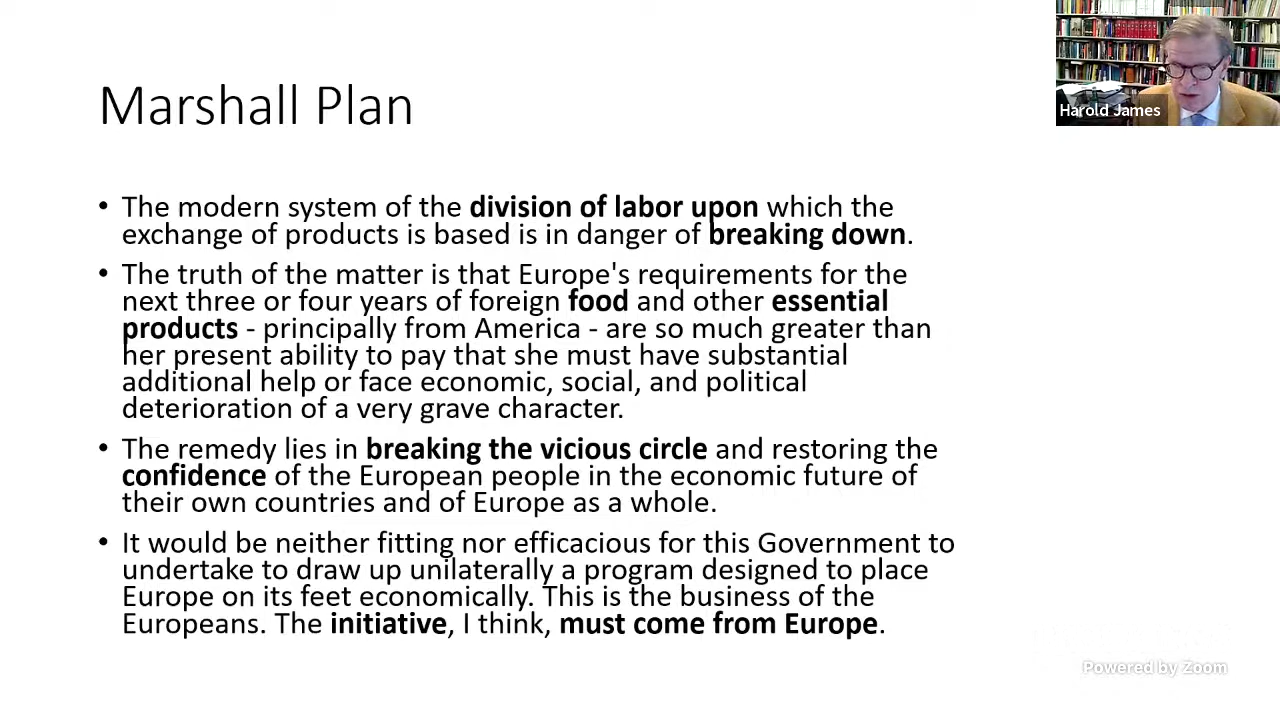 Marshall Plan
Harold James
• The modern system of the division of labor upon which the
exchange of products is based is in danger of breaking down.
• The truth of the matter is that Europe's requirements for the
next three or four years of foreign food and other essential
products - principally from America - are so much greater than
her present ability to pay that she must have substantial
additional help or face economic, social, and political
deterioration of a very grave character.
• The remedy lies in breaking the vicious circle and restoring the
confidence of the European people in the economic future of
their own countries and of Europe as a whole.
• It would be neither fitting nor efficacious for this Government to
undertake to draw up unilaterally a program designed to place
Europe on its feet economically. This is the business of the
Europeans. The initiative, I think, must come from Europe.
Powered by Zoom